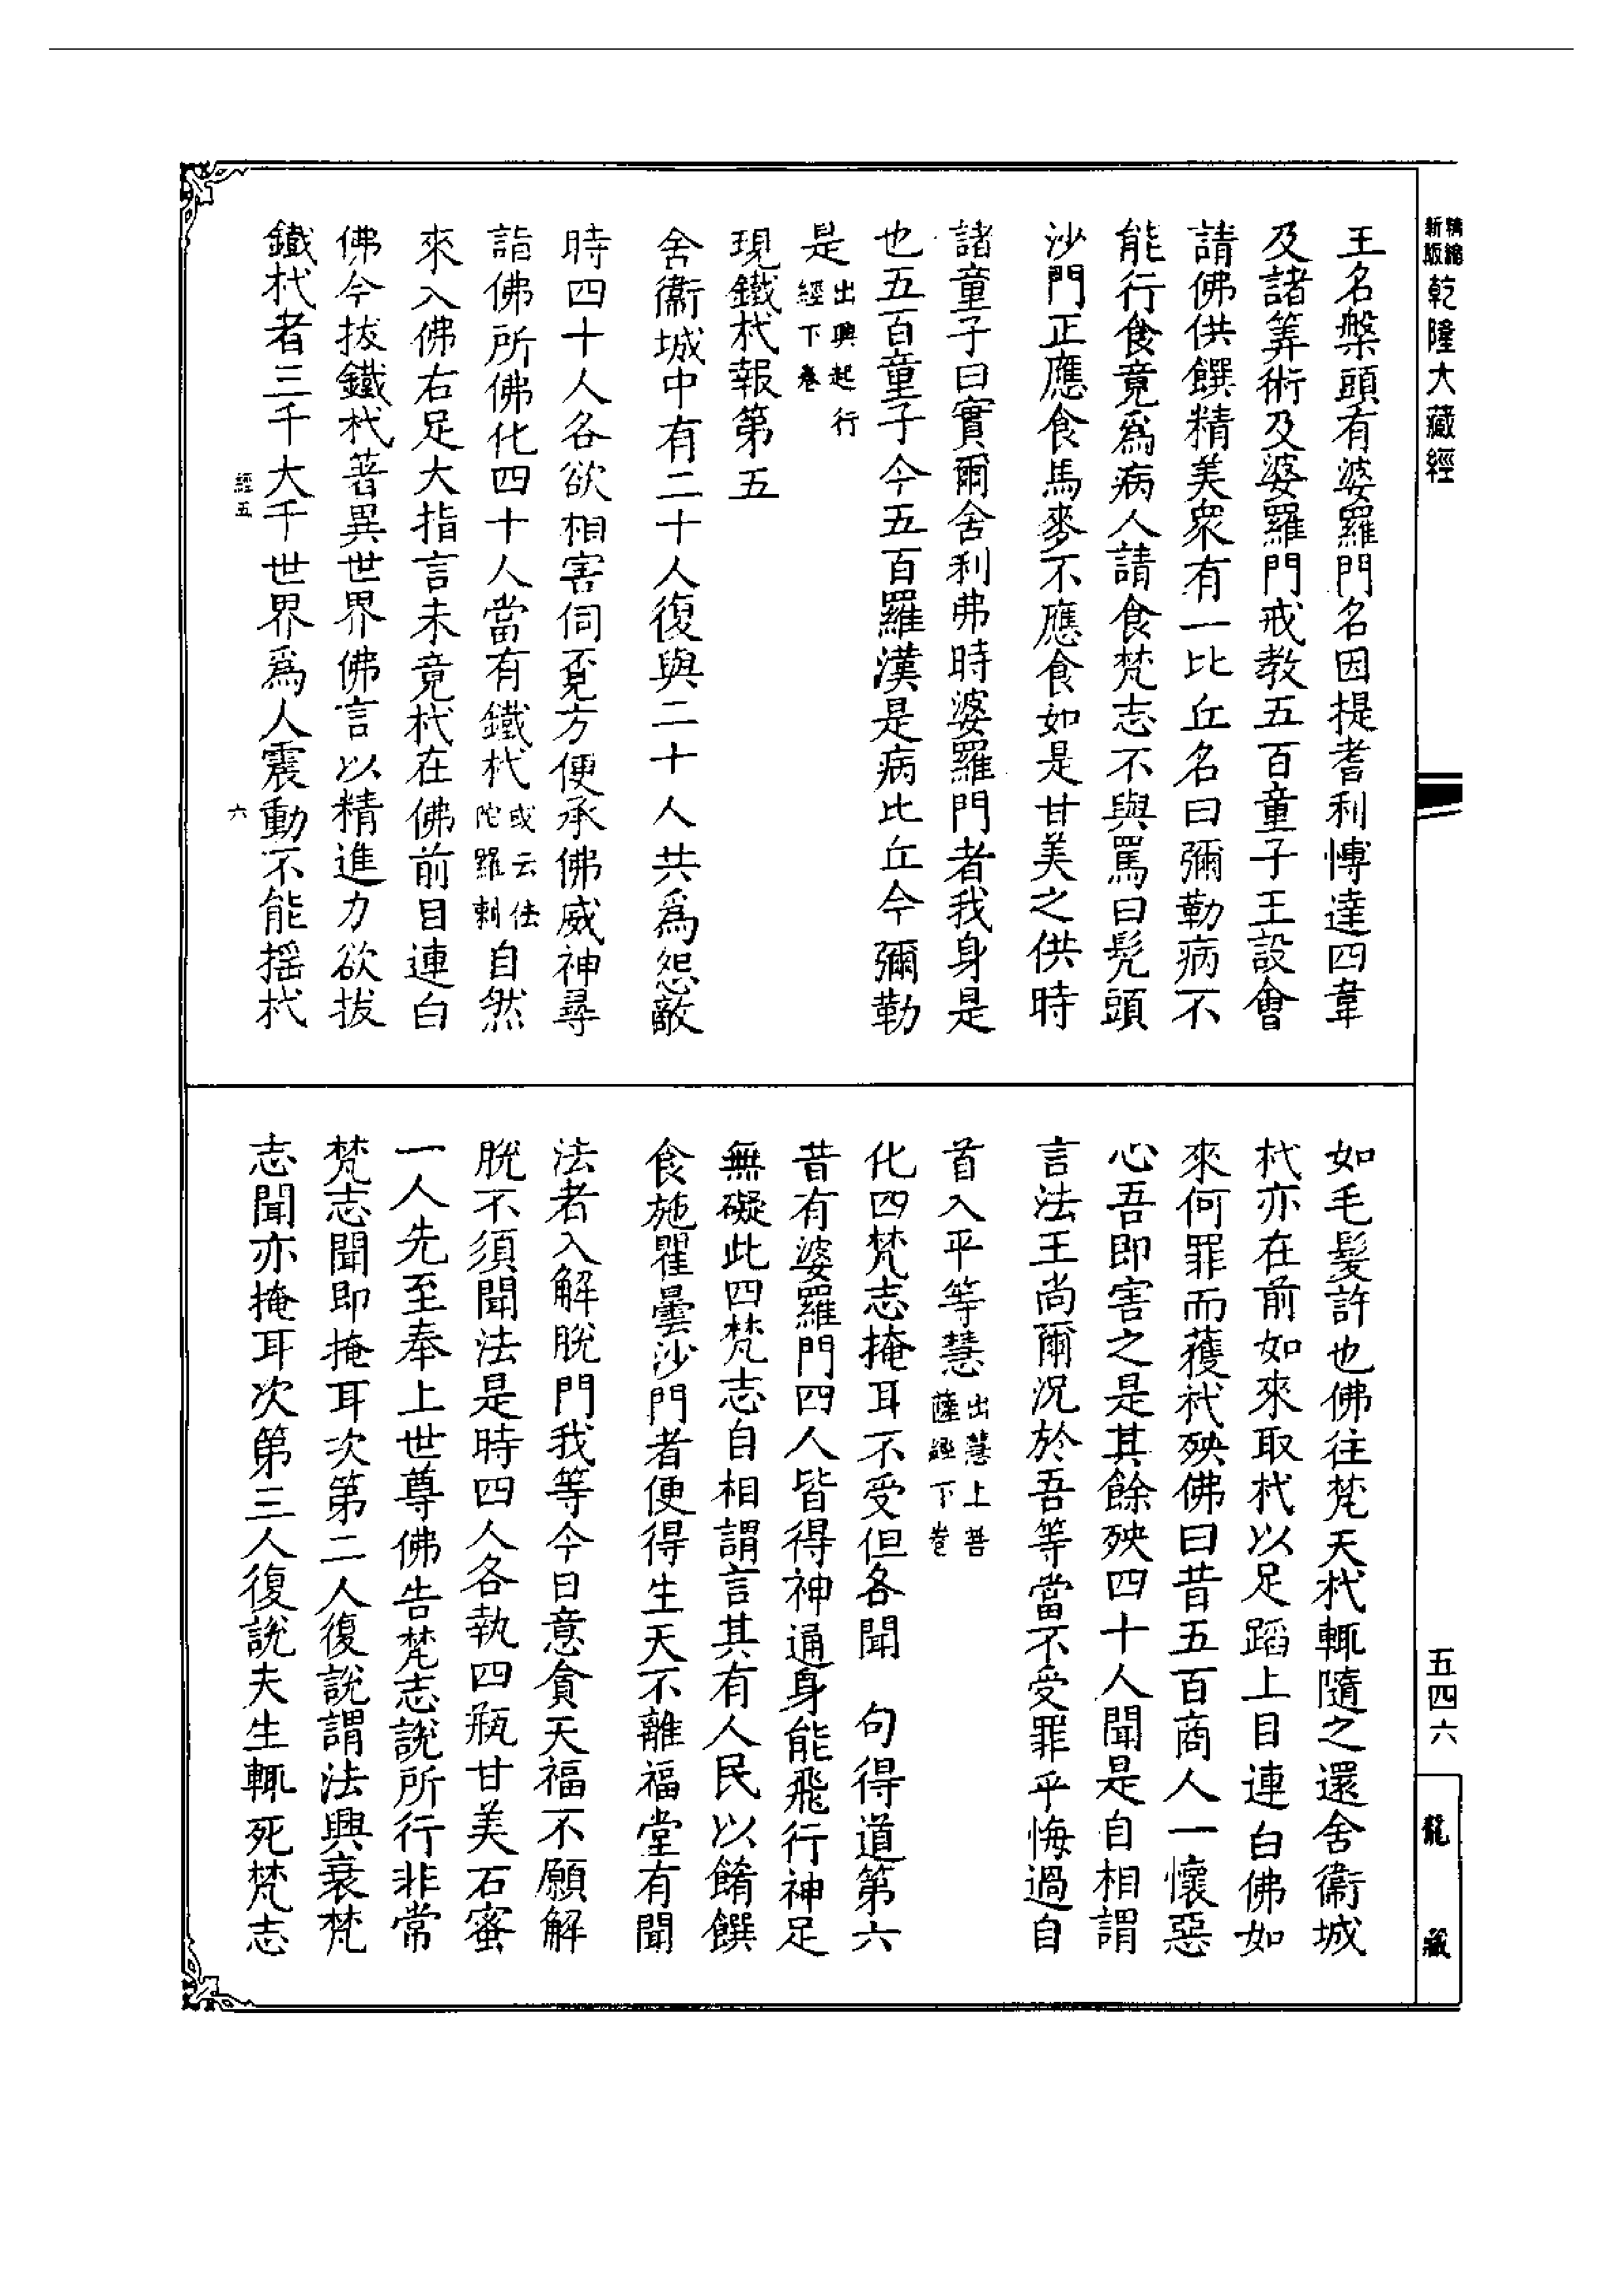 精縮新版乾隆大藏經
王名槃頭有婆羅門名因提耆利博達四韋
及諸筭術及婆羅門戒教五百童子王設會
請佛供饌精美衆有一比丘名曰彌勒病不
能行食竟爲病人請食梵志不與罵曰髠頭
沙門正應食馬麥不應食如是甘美之供時
諸童子曰實爾舍利弗時婆羅門者我身是
也五百童子今五百羅漢是病比丘今彌勒
是出興起行經下卷
現鐵杙報第五
舍衞城中有二十人復與二十人共爲怨敵
時四十人各欲相害伺覔方便承佛威神尋
詣佛所佛化四十人當有鐵杙或云佉陀羅刺自然
來入佛右足大指言未竟杙在佛前目連白
佛今拔鐵杙著異世界佛言以精進力欲拔
鐵杙者三千大千世界爲人震動不能搖杙
經五 六
如毛髮許也佛往梵天杙輒隨之還舍衞城
杙亦在前如來取杙以足蹈上目連白佛如
來何罪而獲杙殃佛曰昔五百商人一懷惡
心吾即害之是其餘殃四十人聞是自相謂
言法王尚爾況於吾等當不受罪乎悔過自
首入平等慧出慧上菩薩經下卷
化四梵志掩耳不受但各聞 句得道第六
昔有婆羅門四人皆得神通身能飛行神足
無礙此四梵志自相謂言其有人民以餚饌
食施瞿曇沙門者便得生天不離福堂有聞
法者入解脫門我等今日意貪天福不願解
脫不須聞法是時四人各執四瓶甘美石蜜
一人先至奉上世尊佛告梵志說所行非常
梵志聞即掩耳次第二人復說謂法興衰梵
志聞亦掩耳次第三人復說夫生輒死梵志
五四六
龍藏